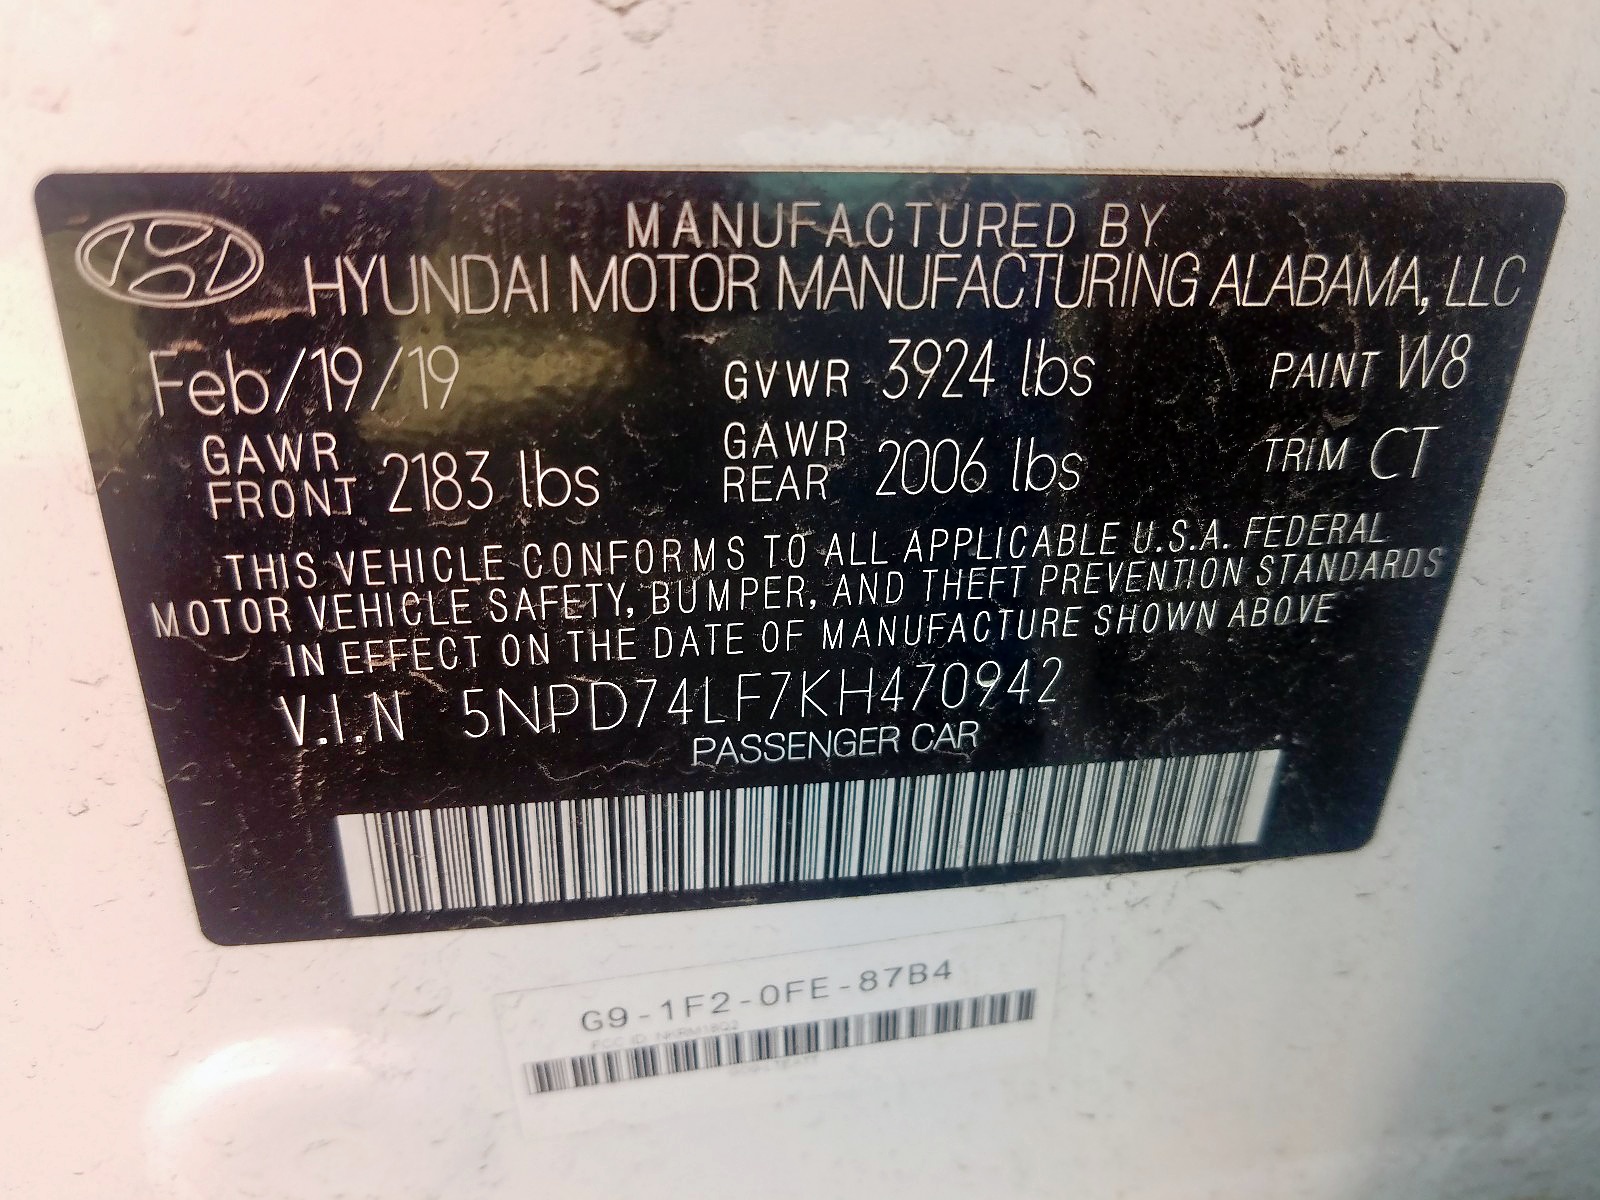 MANUFACTURED BY
HYUNDAI MOTOR MANUFACTURING ALABAMA, LLC
Feb/19/19 GVWR 3924 lbs PAINT W8
GAWR FRONT 2183 lbs GAWR REAR 2006 lbs TRIM CT
THIS VEHICLE CONFORMS TO ALL APPLICABLE U.S.A. FEDERAL
MOTOR VEHICLE SAFETY, BUMPER, AND THEFT PREVENTION STANDARDS
IN EFFECT ON THE DATE OF MANUFACTURE SHOWN ABOVE
V.I.N 5NPD74LF7KH470942
PASSENGER CAR
G9-1F2-0FE-87B4
FCC ID: